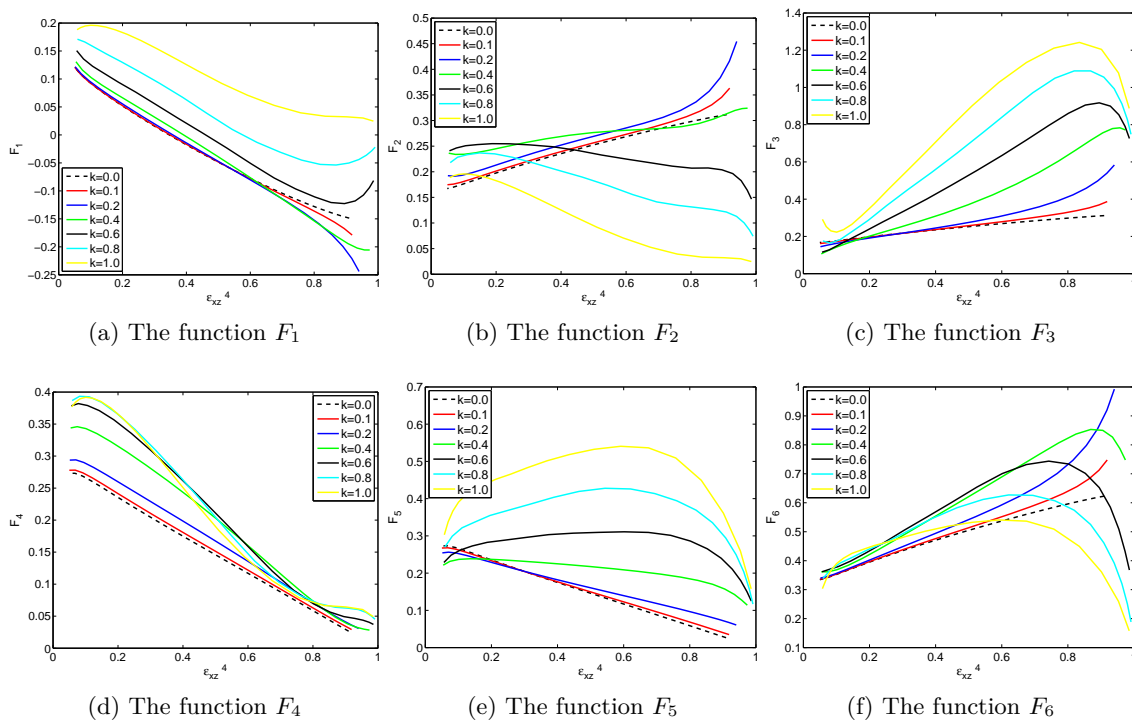 0.2
0.15
0.1
0.05
0
−0.05
−0.1
−0.15
−0.2
−0.25
F1
k=0.0
k=0.1
k=0.2
k=0.4
k=0.6
k=0.8
k=1.0
0 0.2 0.4 0.6 0.8 1
εxz 4
(a) The function F1
0.5
0.45
0.4
0.35
0.3
0.25
0.2
0.15
0.1
0.05
0
F2
k=0.0
k=0.1
k=0.2
k=0.4
k=0.6
k=0.8
k=1.0
0 0.2 0.4 0.6 0.8 1
εxz 4
(b) The function F2
1.4
1.2
1.0
0.8
0.6
0.4
0.2
0
F3
k=0.0
k=0.1
k=0.2
k=0.4
k=0.6
k=0.8
k=1.0
0 0.2 0.4 0.6 0.8 1
εxz 4
(c) The function F3
0.4
0.35
0.3
0.25
0.2
0.15
0.1
0.05
0
F4
k=0.0
k=0.1
k=0.2
k=0.4
k=0.6
k=0.8
k=1.0
0 0.2 0.4 0.6 0.8 1
εxz 4
(d) The function F4
0.7
0.6
0.5
0.4
0.3
0.2
0.1
0
F5
k=0.0
k=0.1
k=0.2
k=0.4
k=0.6
k=0.8
k=1.0
0 0.2 0.4 0.6 0.8 1
εxz 4
(e) The function F5
1
0.9
0.8
0.7
0.6
0.5
0.4
0.3
0.2
0.1
F6
k=0.0
k=0.1
k=0.2
k=0.4
k=0.6
k=0.8
k=1.0
0 0.2 0.4 0.6 0.8 1
εxz 4
(f) The function F6